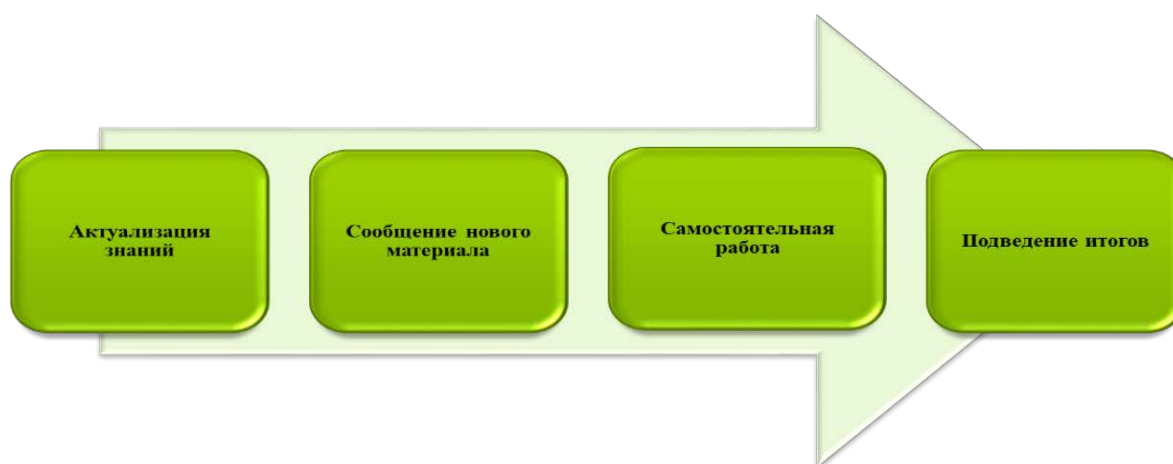 Актуализация
знаний
Сообщение нового
материала
Самостоятельная
работа
Подведение итогов